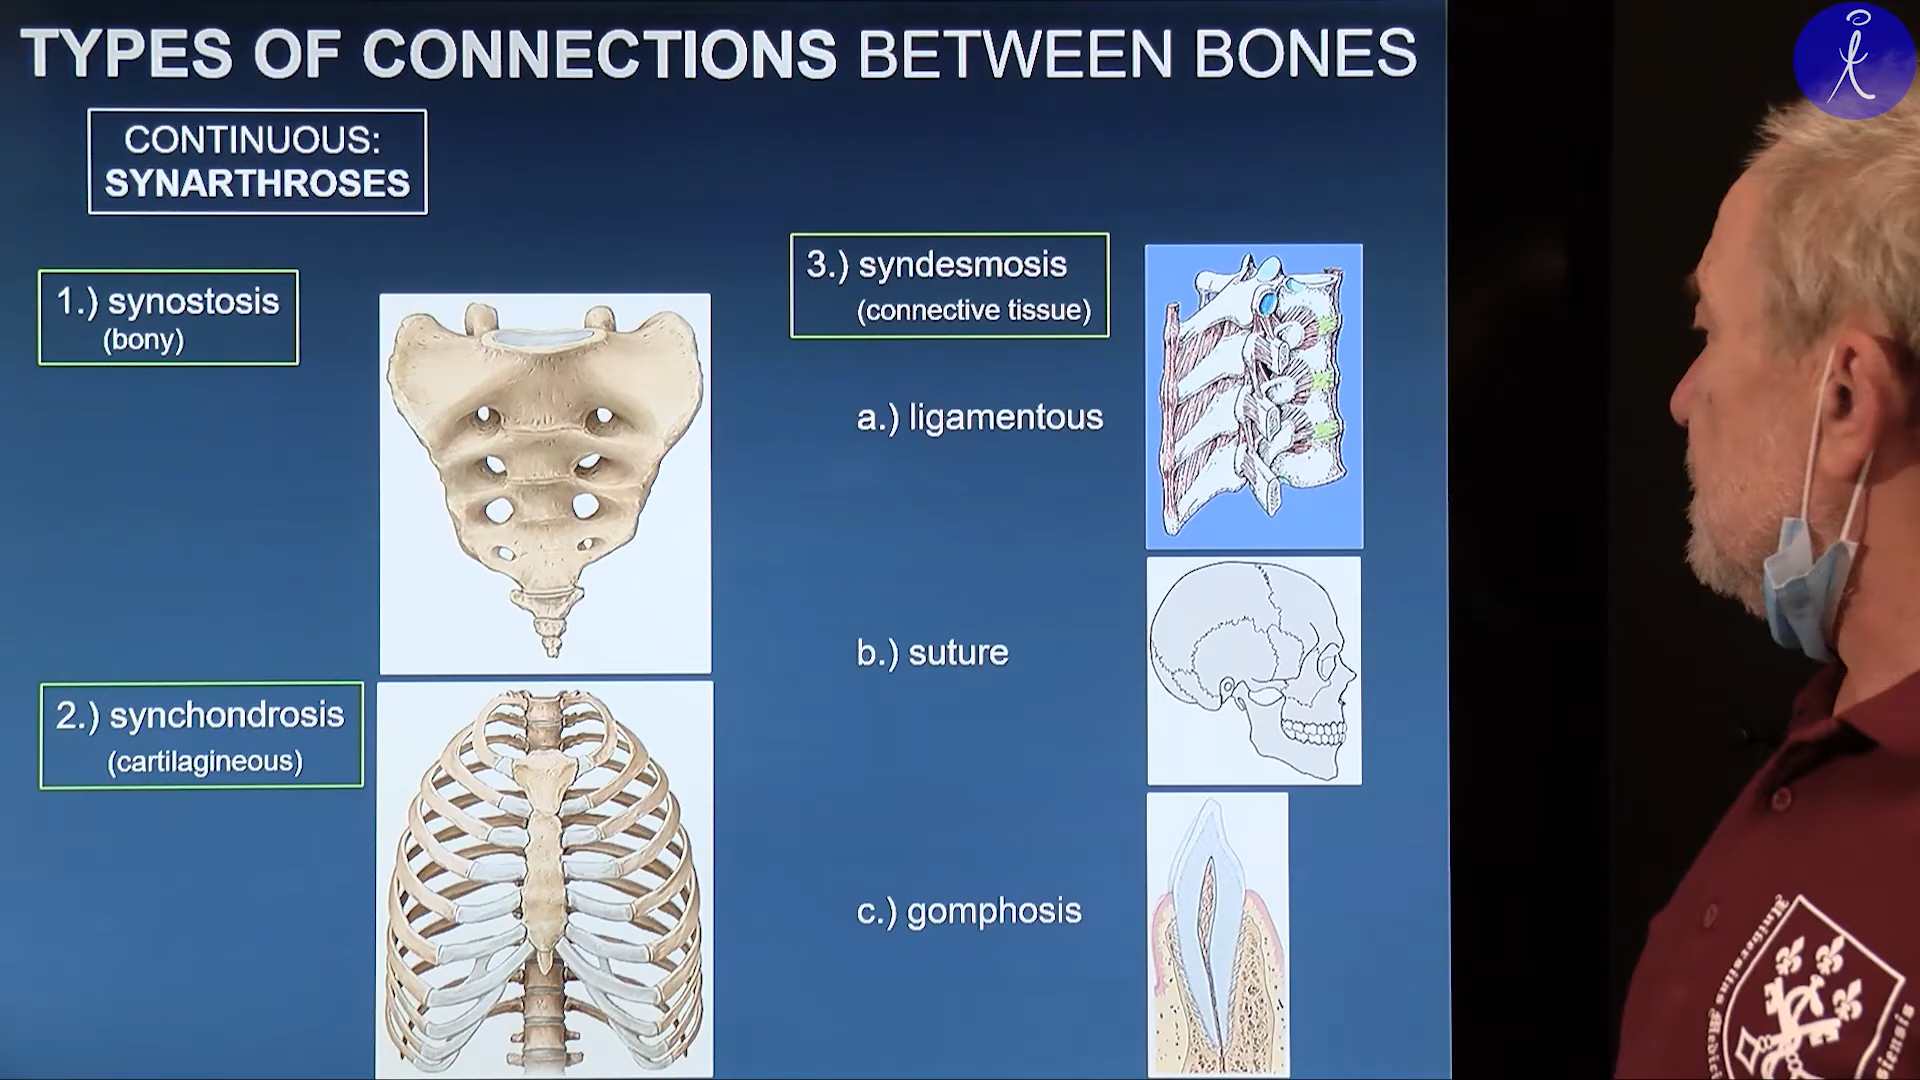 TYPES OF CONNECTIONS BETWEEN BONES
CONTINUOUS:
SYNARTHROSES
1.) synostosis
(bony)
2.) synchondrosis
(cartilagineous)
3.) syndesmosis
(connective tissue)
a.) ligamentous
b.) suture
c.) gomphosis